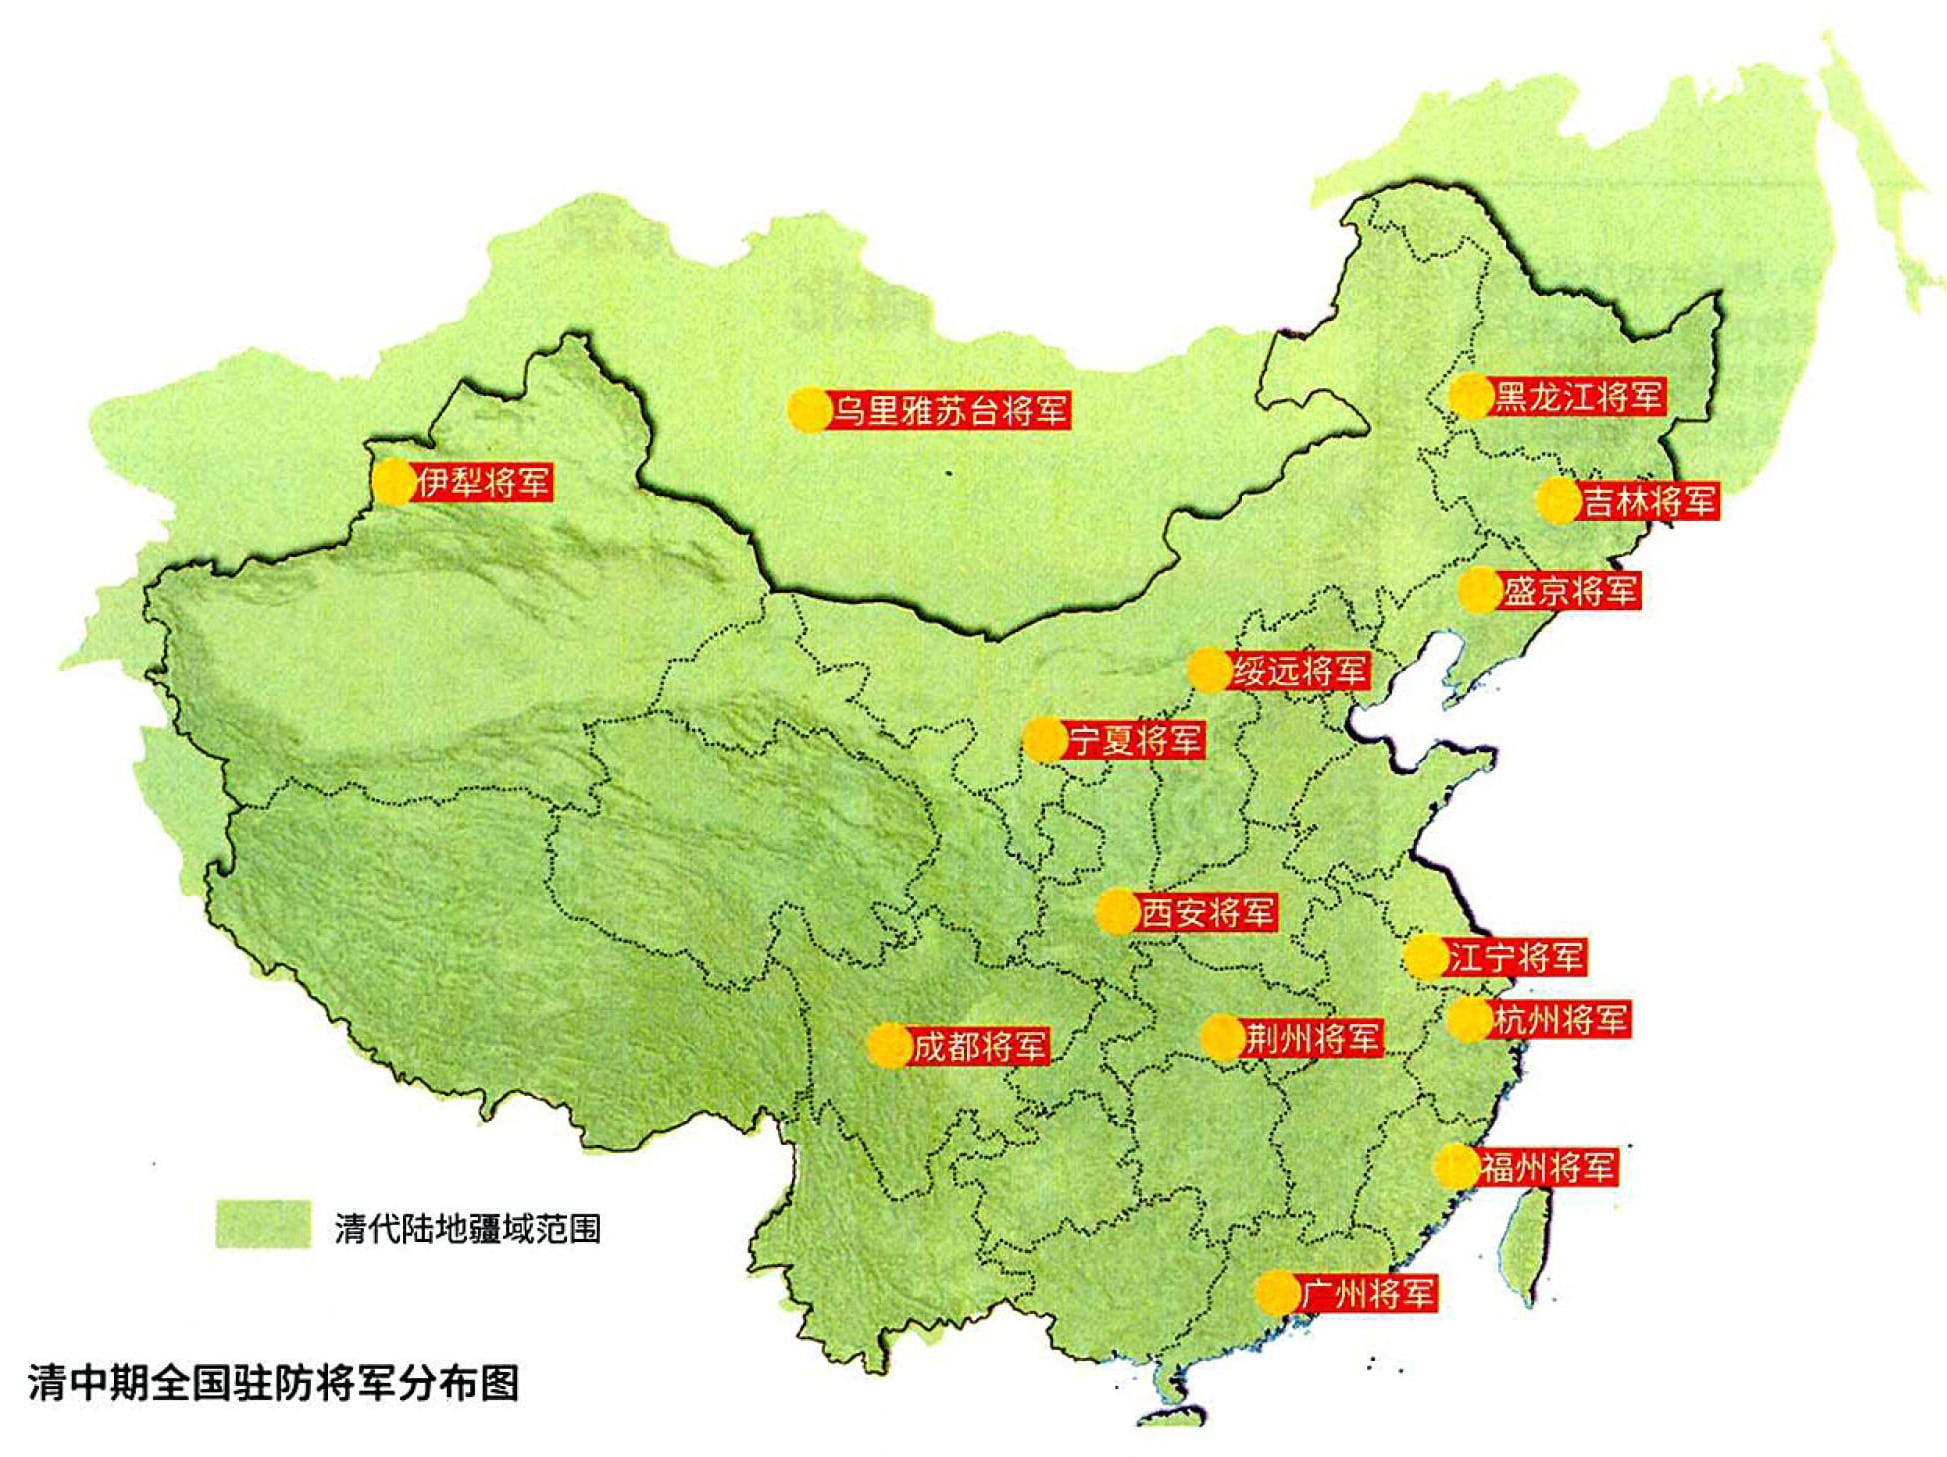 黑龙江将军
乌里雅苏台将军
伊犁将军
吉林将军
盛京将军
绥远将军
宁夏将军
西安将军
江宁将军
杭州将军
荆州将军
成都将军
福州将军
清代陆地疆域范围
广州将军
清中期全国驻防将军分布图